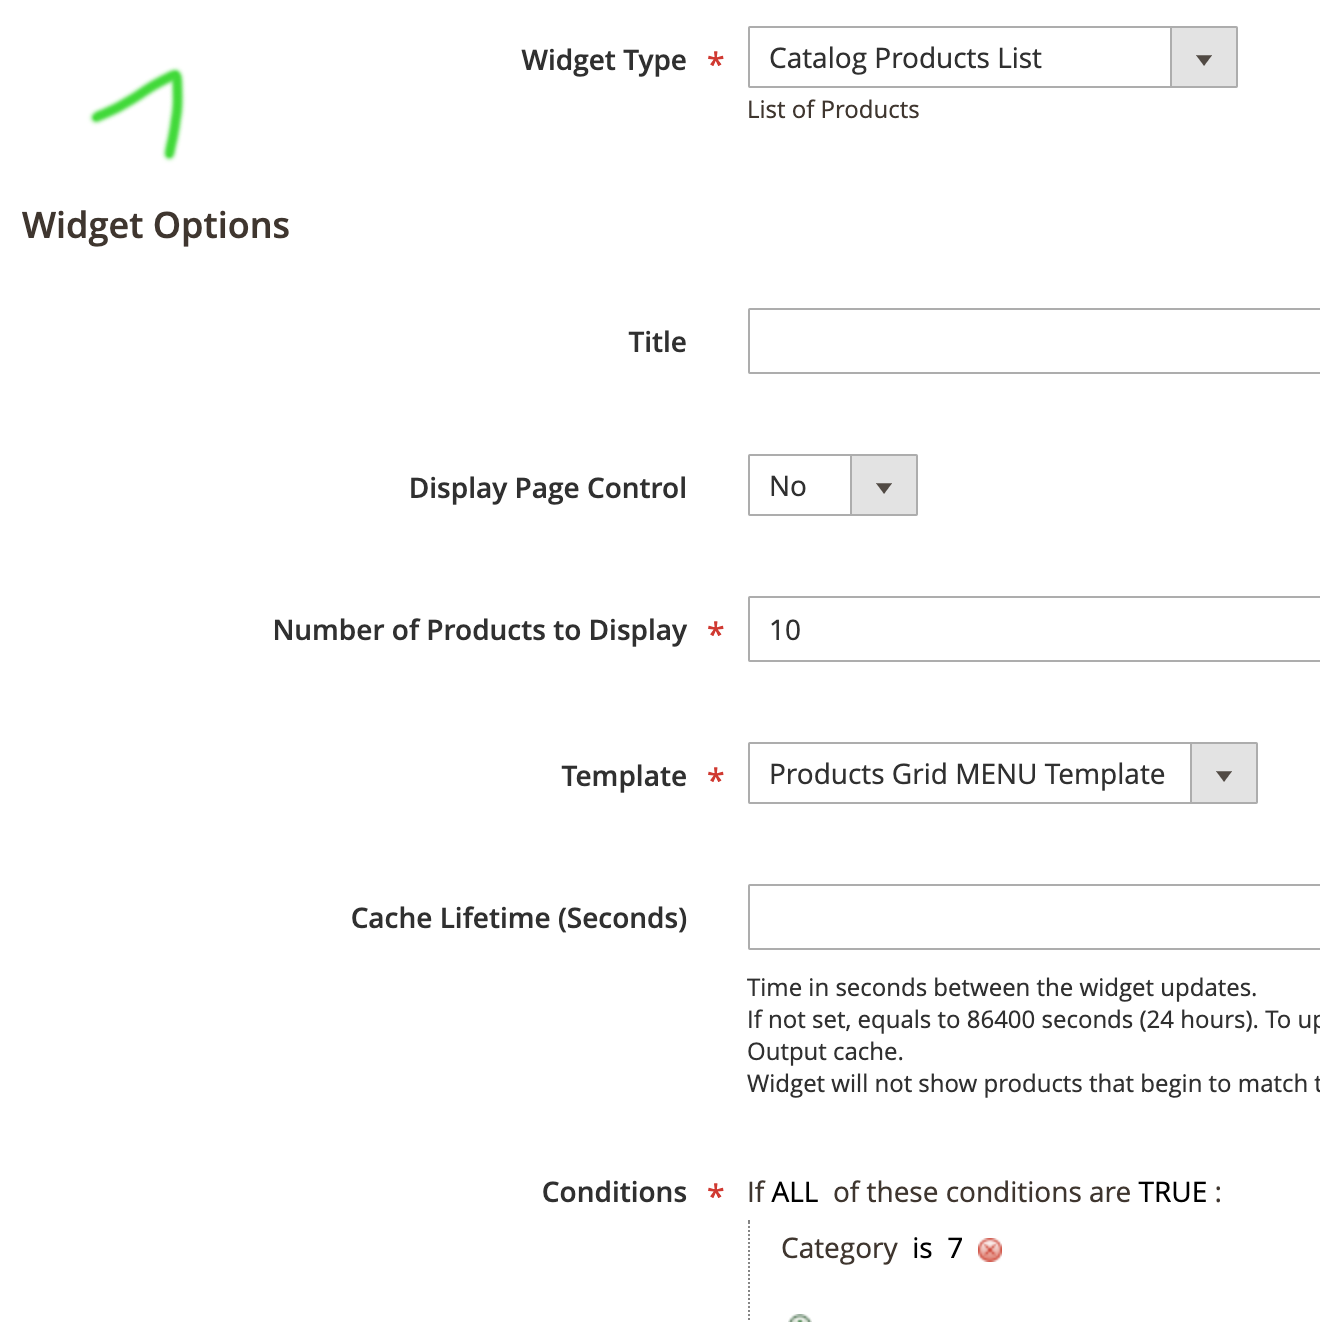 Widget Type * Catalog Products List
List of Products
1
Widget Options
Title
Display Page Control No
Number of Products to Display * 10
Template * Products Grid MENU Template
Cache Lifetime (Seconds)
Time in seconds between the widget updates.
If not set, equals to 86400 seconds (24 hours). To
Output cache.
Widget will not show products that begin to match
Conditions * If ALL of these conditions are TRUE :
Category is 7